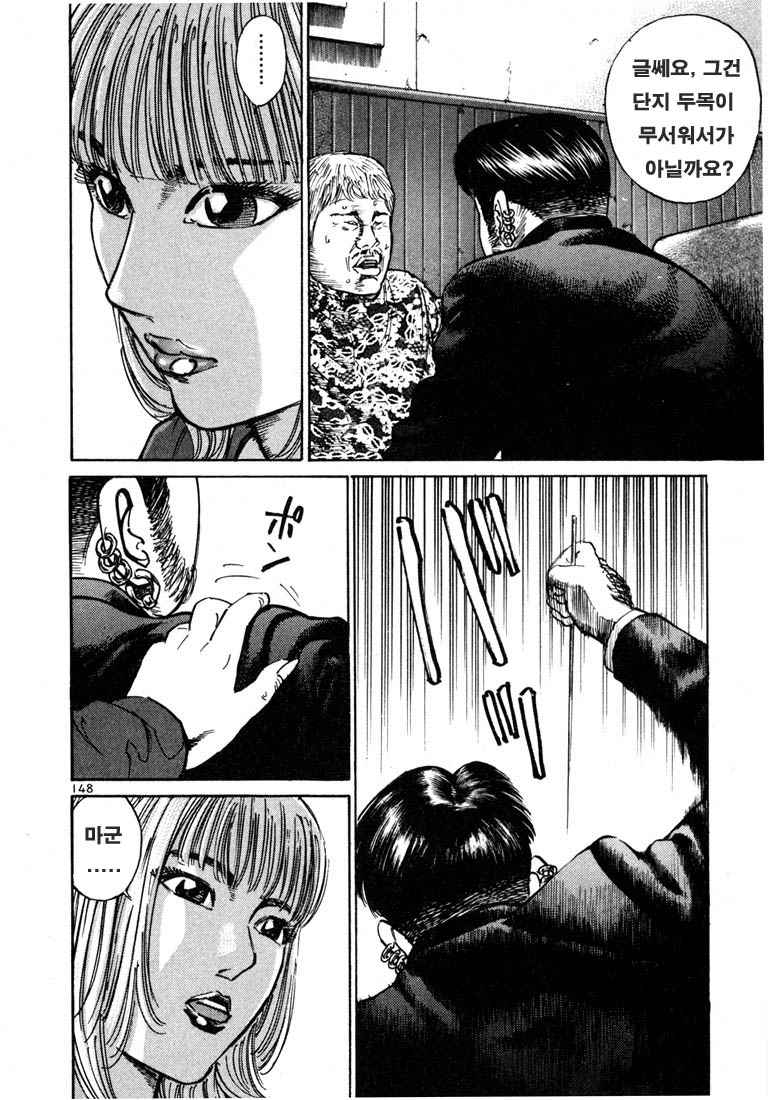 ………
글쎄요, 그건
단지 두목이
무서워서가
아닐까요?
ポン
148
마군
.....